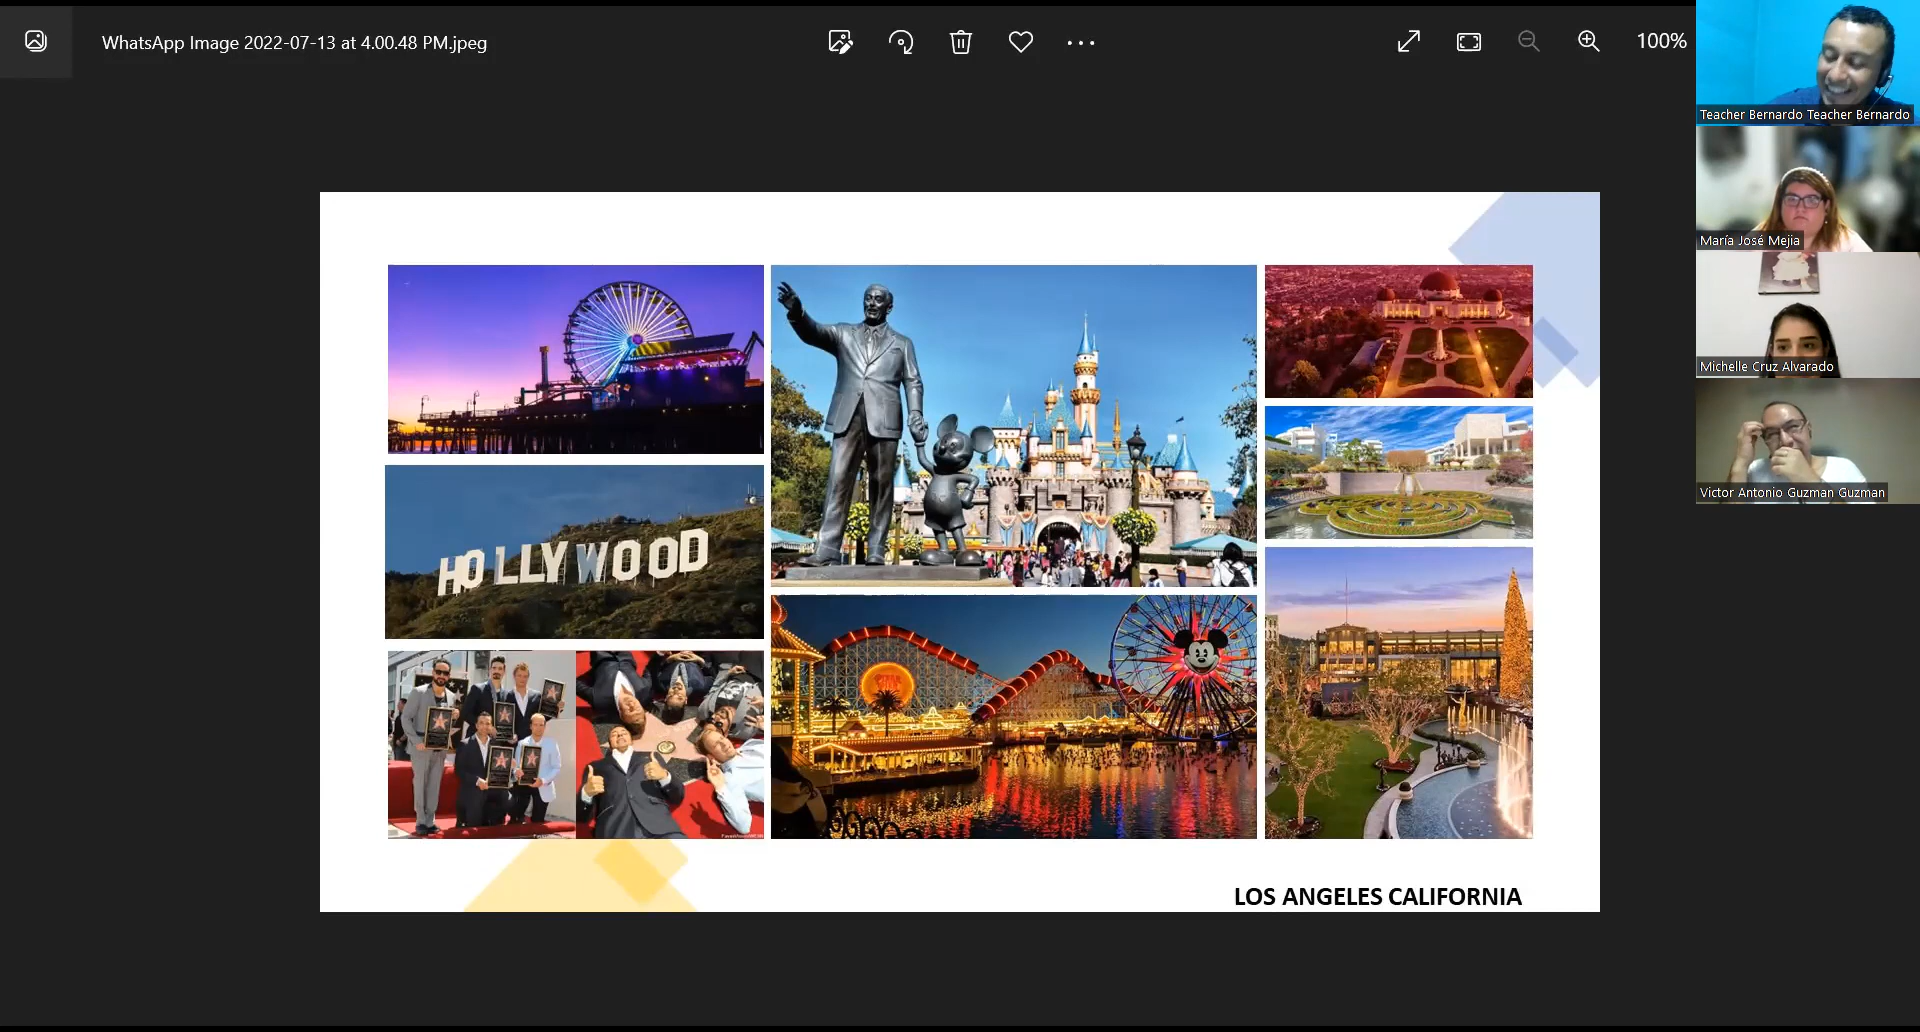 WhatsApp Image 2022-07-13 at 4.00.48 PM.jpeg
100%
Teacher Bernardo Teacher Bernardo
María José Mejia
Michelle Cruz Alvarado
Victor Antonio Guzman Guzman
HOLLYWOOD
LOS ANGELES CALIFORNIA